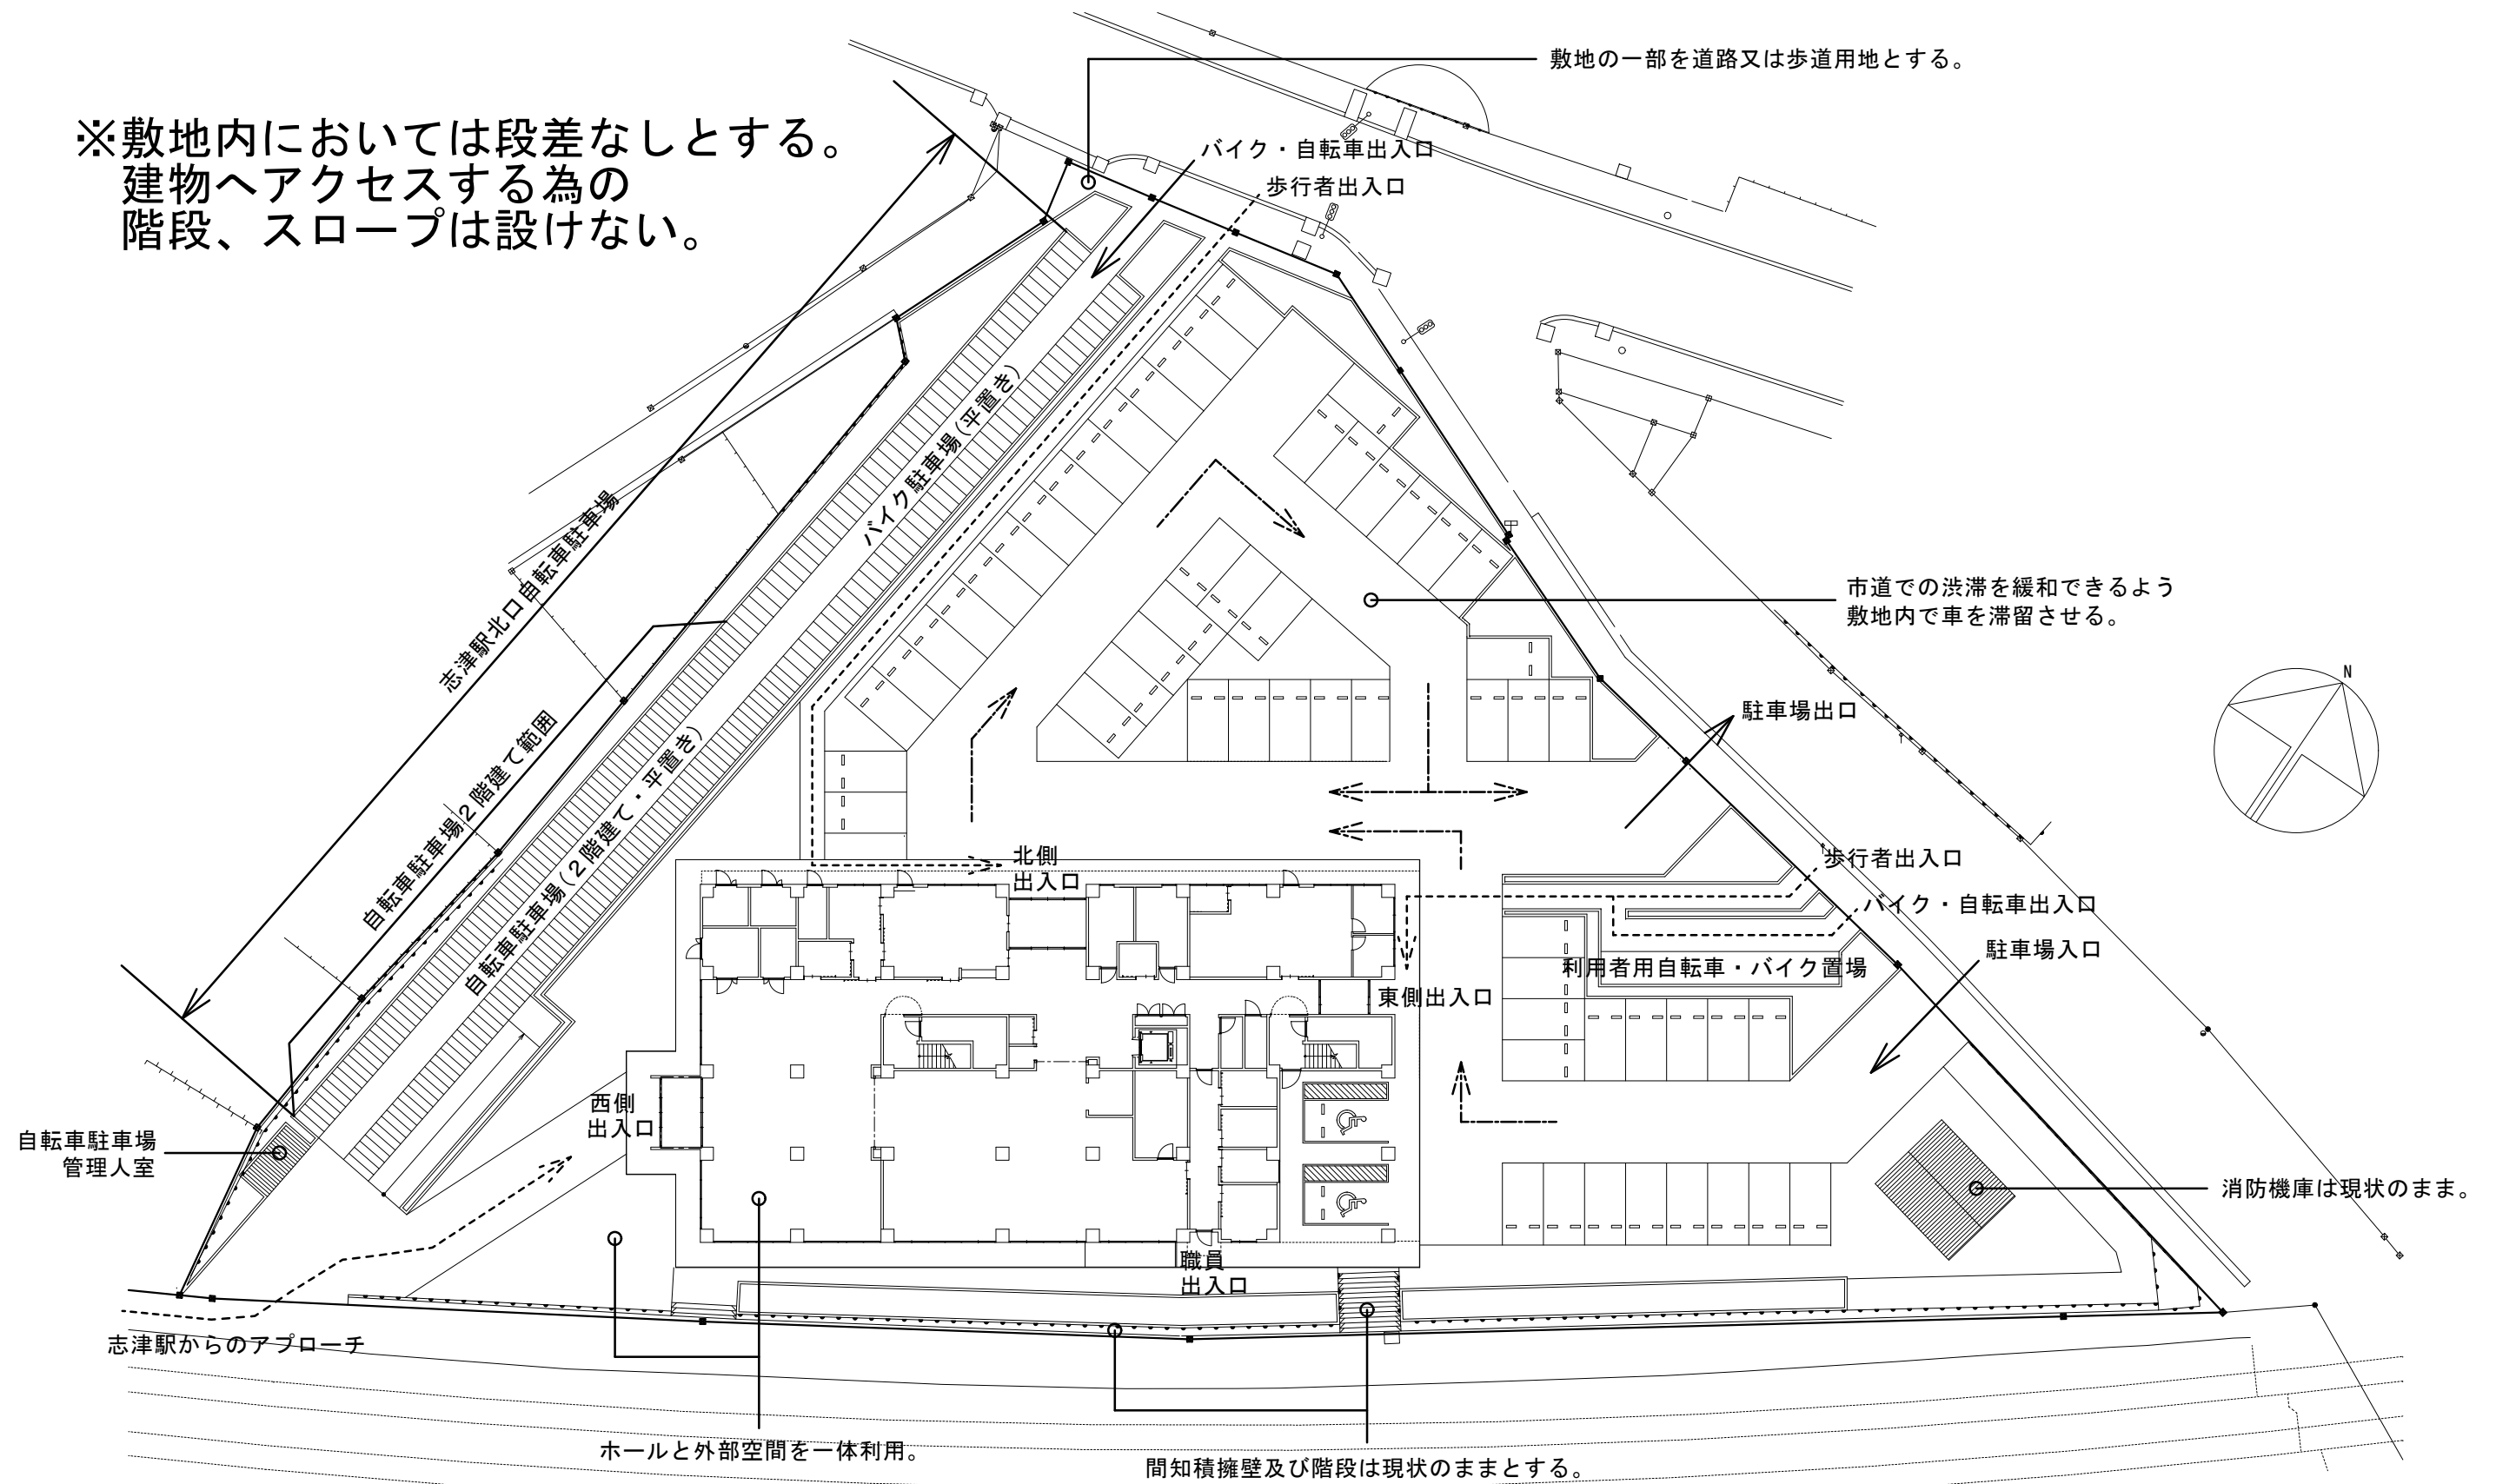 敷地の一部を道路又は歩道用地とする。
※敷地内においては段差なしとする。
建物へアクセスする為の
階段、スロープは設けない。
バイク・自転車出入口
歩行者出入口
バイク駐車場(平置き)
志津駅北口自転車駐車場
市道での渋滞を緩和できるよう
敷地内で車を滞留させる。
N
駐車場出口
自転車駐車場2階建て範囲
自転車駐車場(2階建て・平置き)
北側
出入口
歩行者出入口
バイク・自転車出入口
駐車場入口
利用者用自転車・バイク置場
東側出入口
西側
出入口
自転車駐車場
管理人室
消防機庫は現状のまま。
職員
出入口
志津駅からのアプローチ
ホールと外部空間を一体利用。
間知積擁壁及び階段は現状のままとする。